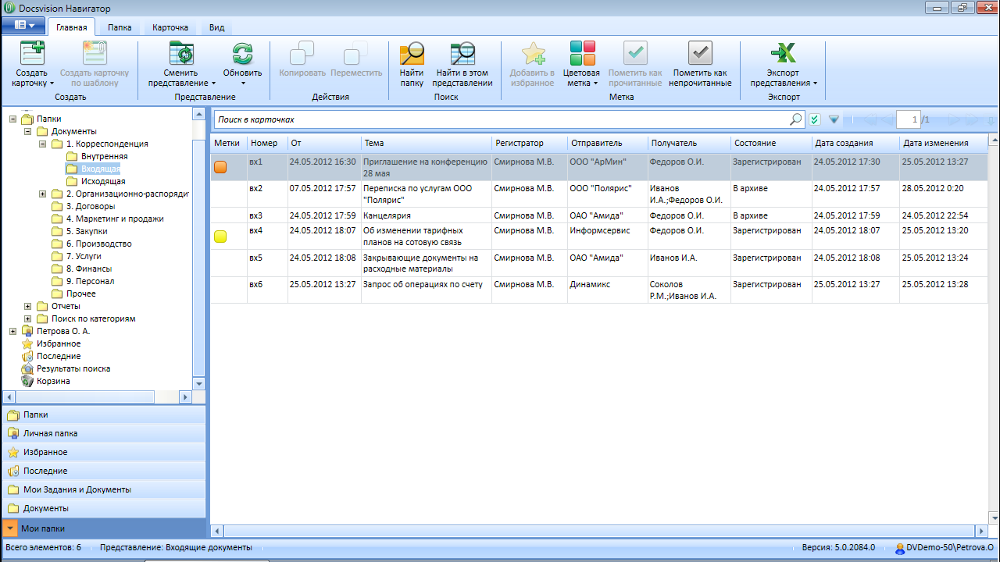 Docsvision Навигатор
Главная Папка Карточка Вид
Создать карточку
Создать карточку по шаблону
Сменить представление
Обновить
Копировать
Переместить
Найти папку
Найти в этом представлении
Добавить в избранное
Цветовая метка
Пометить как прочитанные
Пометить как непрочитанные
Экспорт представления
Создать Представление Действия Поиск Метка Экспорт
Папки
Документы
1. Корреспонденция
Внутренняя
Входящая
Исходящая
2. Организационно-распоряди
3. Договоры
4. Маркетинг и продажи
5. Закупки
6. Производство
7. Услуги
8. Финансы
9. Персонал
Прочее
Отчеты
Поиск по категориям
Петрова О. А.
Избранное
Последние
Результаты поиска
Корзина
Папки
Личная папка
Избранное
Последние
Мои Задания и Документы
Документы
Мои папки
Поиск в карточках 1 /1
Метки Номер От Тема Регистратор Отправитель Получатель Состояние Дата создания Дата изменения
вх1 24.05.2012 16:30 Приглашение на конференцию Смирнова М.В. ООО "АрМин" Федоров О.И. Зарегистрирован 24.05.2012 17:30 25.05.2012 13:27
28 мая
вх2 07.05.2012 17:57 Переписка по услугам ООО Смирнова М.В. ООО "Полярис" Иванов В архиве 24.05.2012 17:57 28.05.2012 0:20
"Полярис" И.А.;Федоров О.И.
вх3 24.05.2012 17:59 Канцелярия Смирнова М.В. ОАО "Амида" Федоров О.И. В архиве 24.05.2012 17:59 24.05.2012 22:54
вх4 24.05.2012 18:07 Об изменении тарифных Смирнова М.В. Информсервис Федоров О.И. Зарегистрирован 24.05.2012 18:07 25.05.2012 13:20
планов на сотовую связь
вх5 24.05.2012 18:08 Закрывающие документы на Смирнова М.В. ОАО "Амида" Иванов И.А. Зарегистрирован 24.05.2012 18:08 25.05.2012 13:24
расходные материалы
вх6 25.05.2012 13:27 Запрос об операциях по счету Смирнова М.В. Динамикс Соколов Зарегистрирован 25.05.2012 13:27 25.05.2012 13:28
Р.М.;Иванов И.А.
Всего элементов: 6 Представление: Входящие документы Версия: 5.0.2084.0 DVDemo-50\Petrova.O